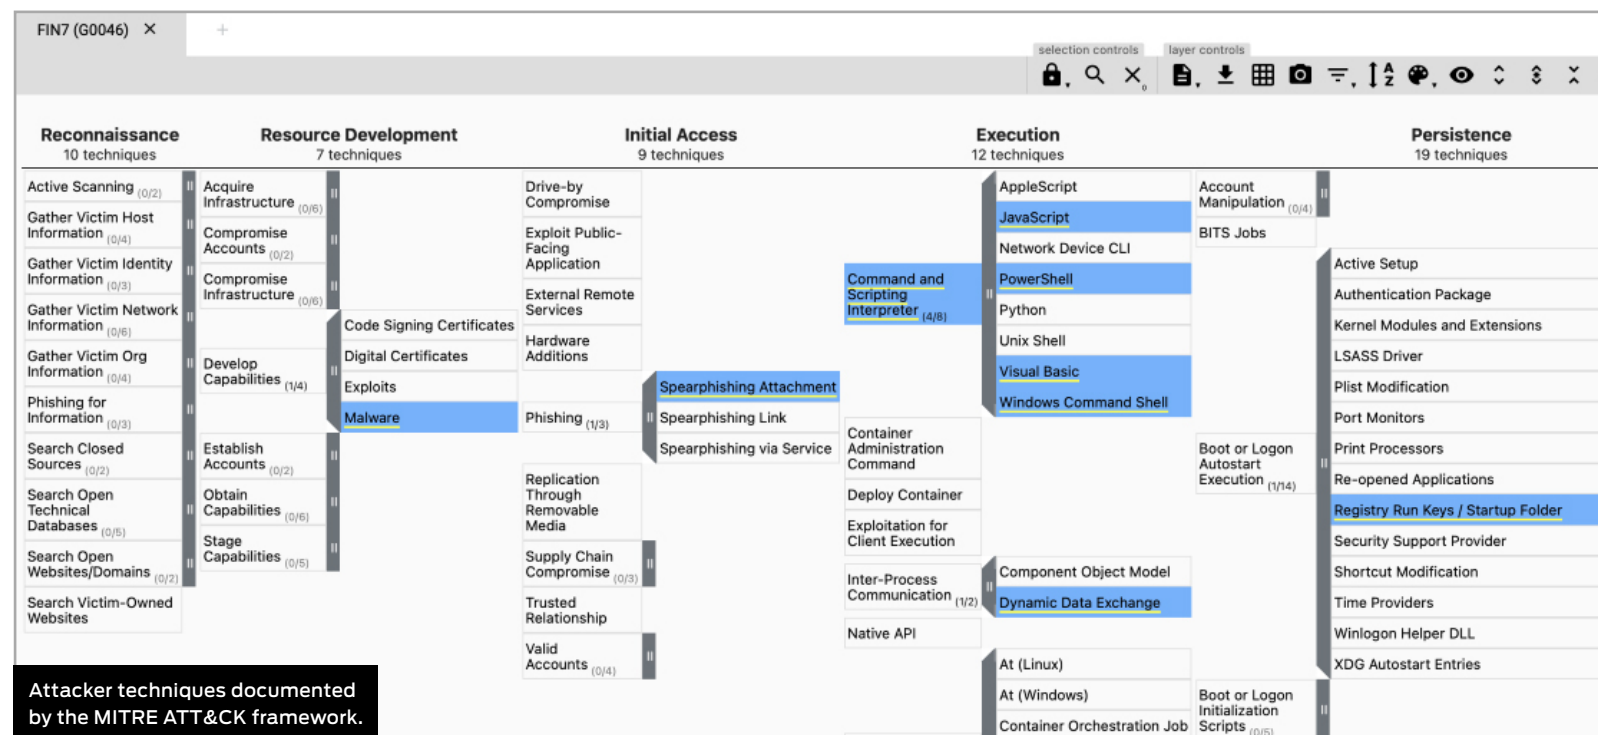 FIN7 (G0046) ×
+
selection controls
layer controls
0
A
Z
Reconnaissance
10 techniques
Active Scanning (0/2)
Gather Victim Host
Information (0/4)
Gather Victim Identity
Information (0/3)
Gather Victim Network
Information (0/6)
Gather Victim Org
Information (0/4)
Phishing for
Information (0/3)
Search Closed
Sources (0/2)
Search Open
Technical
Databases (0/5)
Search Open
Websites/Domains (0/2)
Search Victim-Owned
Websites
Resource Development
7 techniques
Acquire
Infrastructure (0/6)
Compromise
Accounts (0/2)
Compromise
Infrastructure (0/6)
Develop
Capabilities (1/4)
Code Signing Certificates
Digital Certificates
Exploits
Malware
Establish
Accounts (0/2)
Obtain
Capabilities (0/6)
Stage
Capabilities (0/5)
Initial Access
9 techniques
Drive-by
Compromise
Exploit Public-
Facing
Application
External Remote
Services
Hardware
Additions
Phishing (1/3)
Spearphishing Attachment
Spearphishing Link
Spearphishing via Service
Replication
Through
Removable
Media
Supply Chain
Compromise (0/3)
Trusted
Relationship
Valid
Accounts (0/4)
Execution
12 techniques
Command and
Scripting
Interpreter (4/8)
AppleScript
JavaScript
Network Device CLI
PowerShell
Python
Unix Shell
Visual Basic
Windows Command Shell
Container
Administration
Command
Deploy Container
Exploitation for
Client Execution
Inter-Process
Communication (1/2)
Component Object Model
Dynamic Data Exchange
Native API
At (Linux)
At (Windows)
Container Orchestration Job
Persistence
19 techniques
Account
Manipulation (0/4)
BITS Jobs
Boot or Logon
Autostart
Execution (1/14)
Active Setup
Authentication Package
Kernel Modules and Extensions
LSASS Driver
Plist Modification
Port Monitors
Print Processors
Re-opened Applications
Registry Run Keys / Startup Folder
Security Support Provider
Shortcut Modification
Time Providers
Winlogon Helper DLL
XDG Autostart Entries
Boot or Logon
Initialization
Scripts (0/5)
Attacker techniques documented
by the MITRE ATT&CK framework.